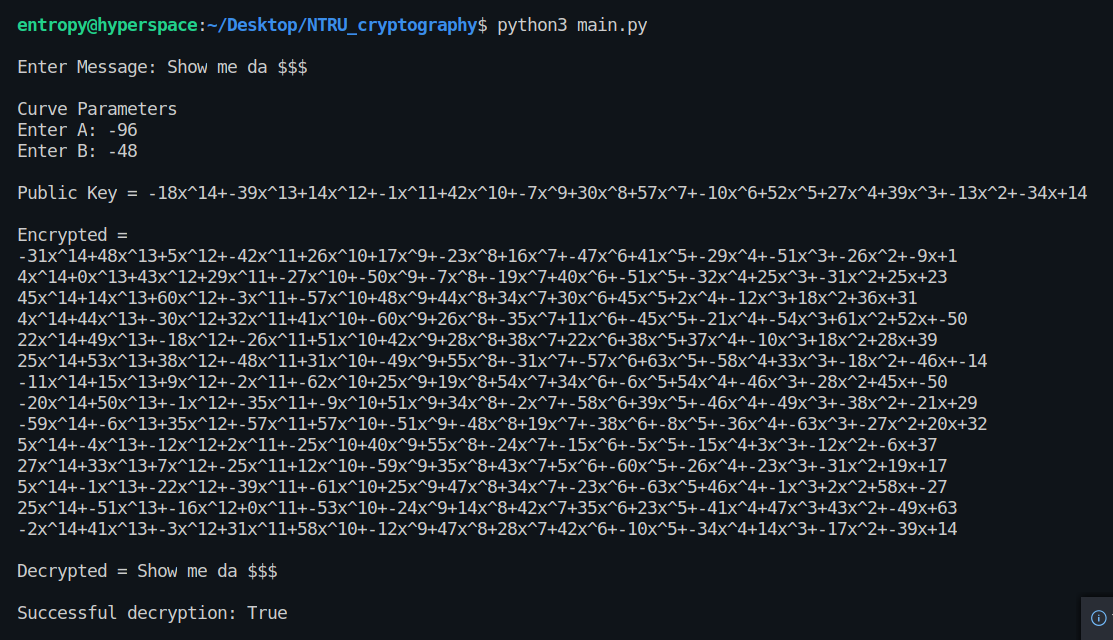 entropy@hyperspace:~/Desktop/NTRU_cryptography$ python3 main.py
Enter Message: Show me da $$$
Curve Parameters
Enter A: -96
Enter B: -48
Public Key = -18x^14+-39x^13+14x^12+-1x^11+42x^10+-7x^9+30x^8+57x^7+-10x^6+52x^5+27x^4+39x^3+-13x^2+-34x+14
Encrypted =
-31x^14+48x^13+5x^12+-42x^11+26x^10+17x^9+-23x^8+16x^7+-47x^6+41x^5+-29x^4+-51x^3+-26x^2+-9x+1
4x^14+0x^13+43x^12+29x^11+-27x^10+-50x^9+-7x^8+-19x^7+40x^6+-51x^5+-32x^4+25x^3+-31x^2+25x+23
45x^14+14x^13+60x^12+-3x^11+-57x^10+48x^9+44x^8+34x^7+30x^6+45x^5+2x^4+-12x^3+18x^2+36x+31
4x^14+44x^13+-30x^12+32x^11+41x^10+-60x^9+26x^8+-35x^7+11x^6+-45x^5+-21x^4+-54x^3+61x^2+52x+-50
22x^14+49x^13+-18x^12+-26x^11+51x^10+42x^9+28x^8+38x^7+22x^6+38x^5+37x^4+-10x^3+18x^2+28x+39
25x^14+53x^13+38x^12+-48x^11+31x^10+-49x^9+55x^8+-31x^7+-57x^6+63x^5+-58x^4+33x^3+-18x^2+-46x+-14
-11x^14+15x^13+9x^12+-2x^11+-62x^10+25x^9+19x^8+54x^7+34x^6+-6x^5+54x^4+-46x^3+-28x^2+45x+-50
-20x^14+50x^13+-1x^12+-35x^11+-9x^10+51x^9+34x^8+-2x^7+-58x^6+39x^5+-46x^4+-49x^3+-38x^2+-21x+29
-59x^14+-6x^13+35x^12+-57x^11+57x^10+-51x^9+-48x^8+19x^7+-38x^6+-8x^5+-36x^4+-63x^3+-27x^2+20x+32
5x^14+-4x^13+-12x^12+2x^11+-25x^10+40x^9+55x^8+-24x^7+-15x^6+-5x^5+-15x^4+3x^3+-12x^2+-6x+37
27x^14+33x^13+7x^12+-25x^11+12x^10+-59x^9+35x^8+43x^7+5x^6+-60x^5+-26x^4+-23x^3+-31x^2+19x+17
5x^14+-1x^13+-22x^12+-39x^11+-61x^10+25x^9+47x^8+34x^7+-23x^6+-63x^5+46x^4+-1x^3+2x^2+58x+-27
25x^14+-51x^13+-16x^12+0x^11+-53x^10+-24x^9+14x^8+42x^7+35x^6+23x^5+-41x^4+47x^3+43x^2+-49x+63
-2x^14+41x^13+-3x^12+31x^11+58x^10+-12x^9+47x^8+28x^7+42x^6+-10x^5+-34x^4+14x^3+-17x^2+-39x+14
Decrypted = Show me da $$$
Successful decryption: True